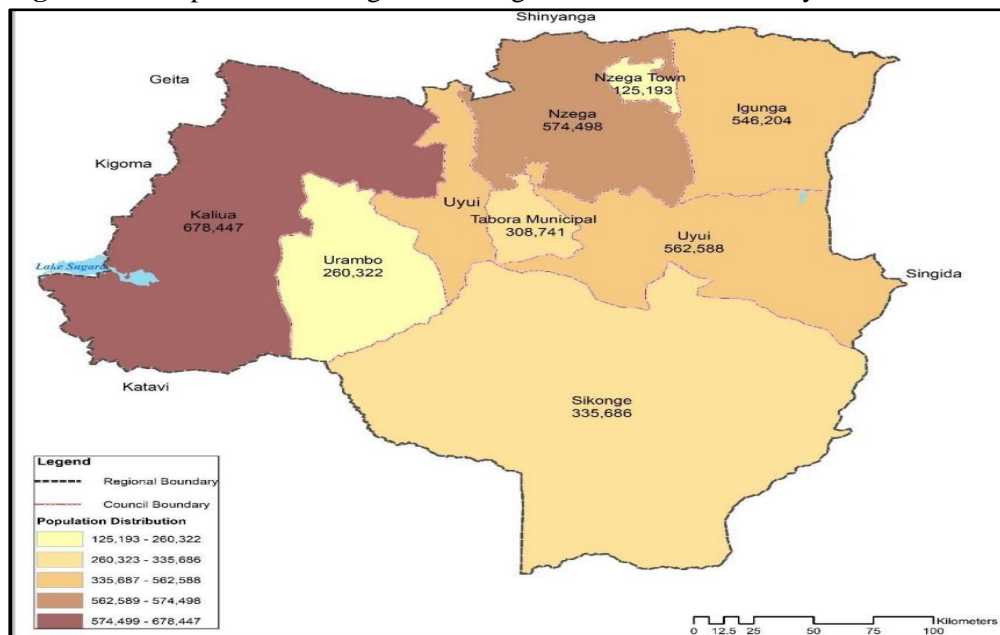 Shinyanga
Geita
Nzega Town
125,193
Nzega
574,498
Igunga
546,204
Kigoma
Kaliua
678,447
Uyui
Tabora Municipal
308,741
Uyui
562,588
Urambo
260,322
Lake Sagara
Singida
Katavi
Sikonge
335,686
Legend
Regional Boundary
Council Boundary
Population Distribution
125,193 - 260,322
260,323 - 335,686
335,687 - 562,588
562,589 - 574,498
574,499 - 678,447
Kilometers
0 12.5 25 50 75 100